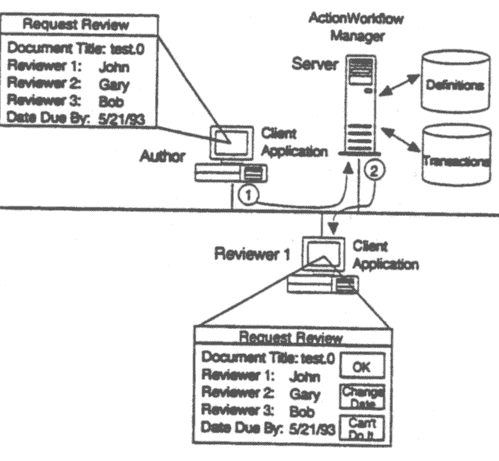 Request Review
Document Title: test.0
Reviewer 1: John
Reviewer 2: Gary
Reviewer 3: Bob
Date Due By: 5/21/93
ActionWorkflow
Manager
Server
Definitions
Transactions
Client
Application
Author
1
2
Reviewer 1
Client
Application
Request Review
Document Title: test.0
Reviewer 1: John
Reviewer 2: Gary
Reviewer 3: Bob
Date Due By: 5/21/93
OK
Change
Date
Can't
Do It